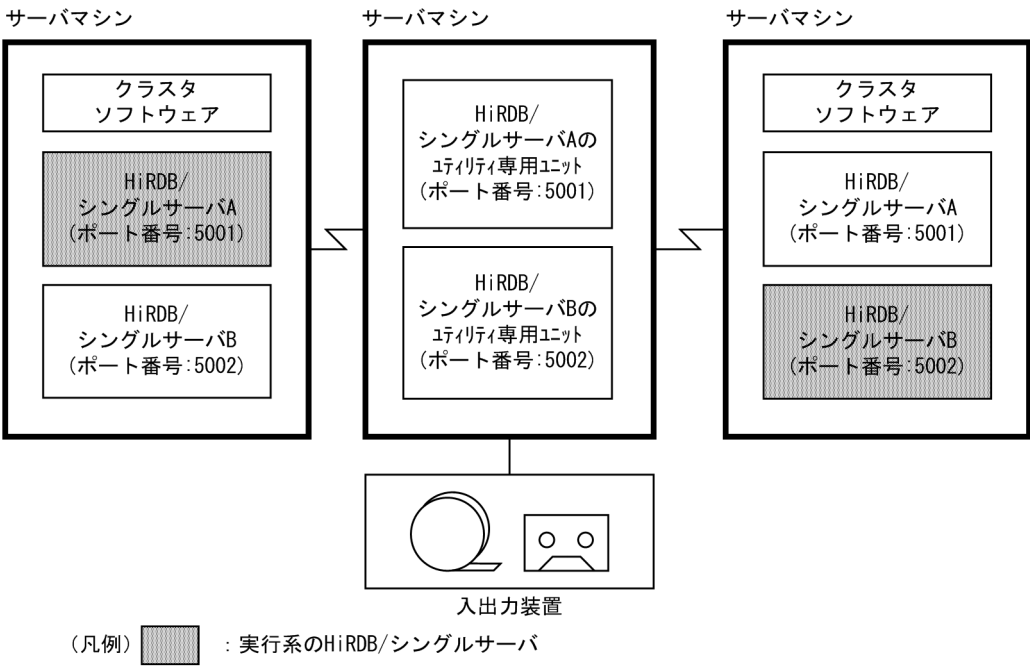 サーバマシン
クラスタ
ソフトウェア
HiRDB/
シングルサーバA
(ポート番号:5001)
HiRDB/
シングルサーバB
(ポート番号:5002)
サーバマシン
HiRDB/
シングルサーバAの
ユティリティ専用ユニット
(ポート番号:5001)
HiRDB/
シングルサーバBの
ユティリティ専用ユニット
(ポート番号:5002)
サーバマシン
クラスタ
ソフトウェア
HiRDB/
シングルサーバA
(ポート番号:5001)
HiRDB/
シングルサーバB
(ポート番号:5002)
入出力装置
(凡例) :実行系のHiRDB/シングルサーバ